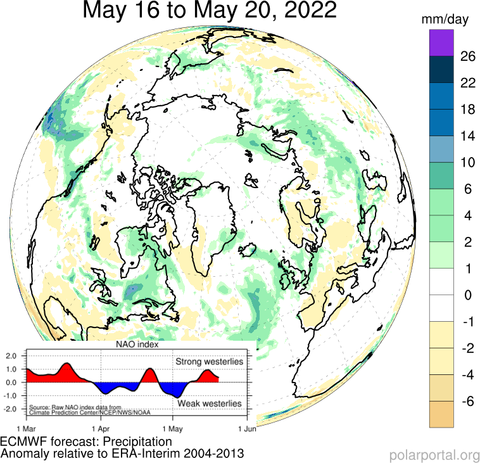 May 16 to May 20, 2022
mm/day
26
22
18
14
10
6
4
2
1
0
-1
-2
-4
-6
NAO index
2.0
1.0
0.0
-1.0
-2.0
Strong westerlies
Weak westerlies
Source: Raw NAO index data from
Climate Prediction Center/NCEP/NWS/NOAA
1 Mar 1 Apr 1 May 1 Jun
ECMWF forecast: Precipitation
Anomaly relative to ERA-Interim 2004-2013
polarportal.org